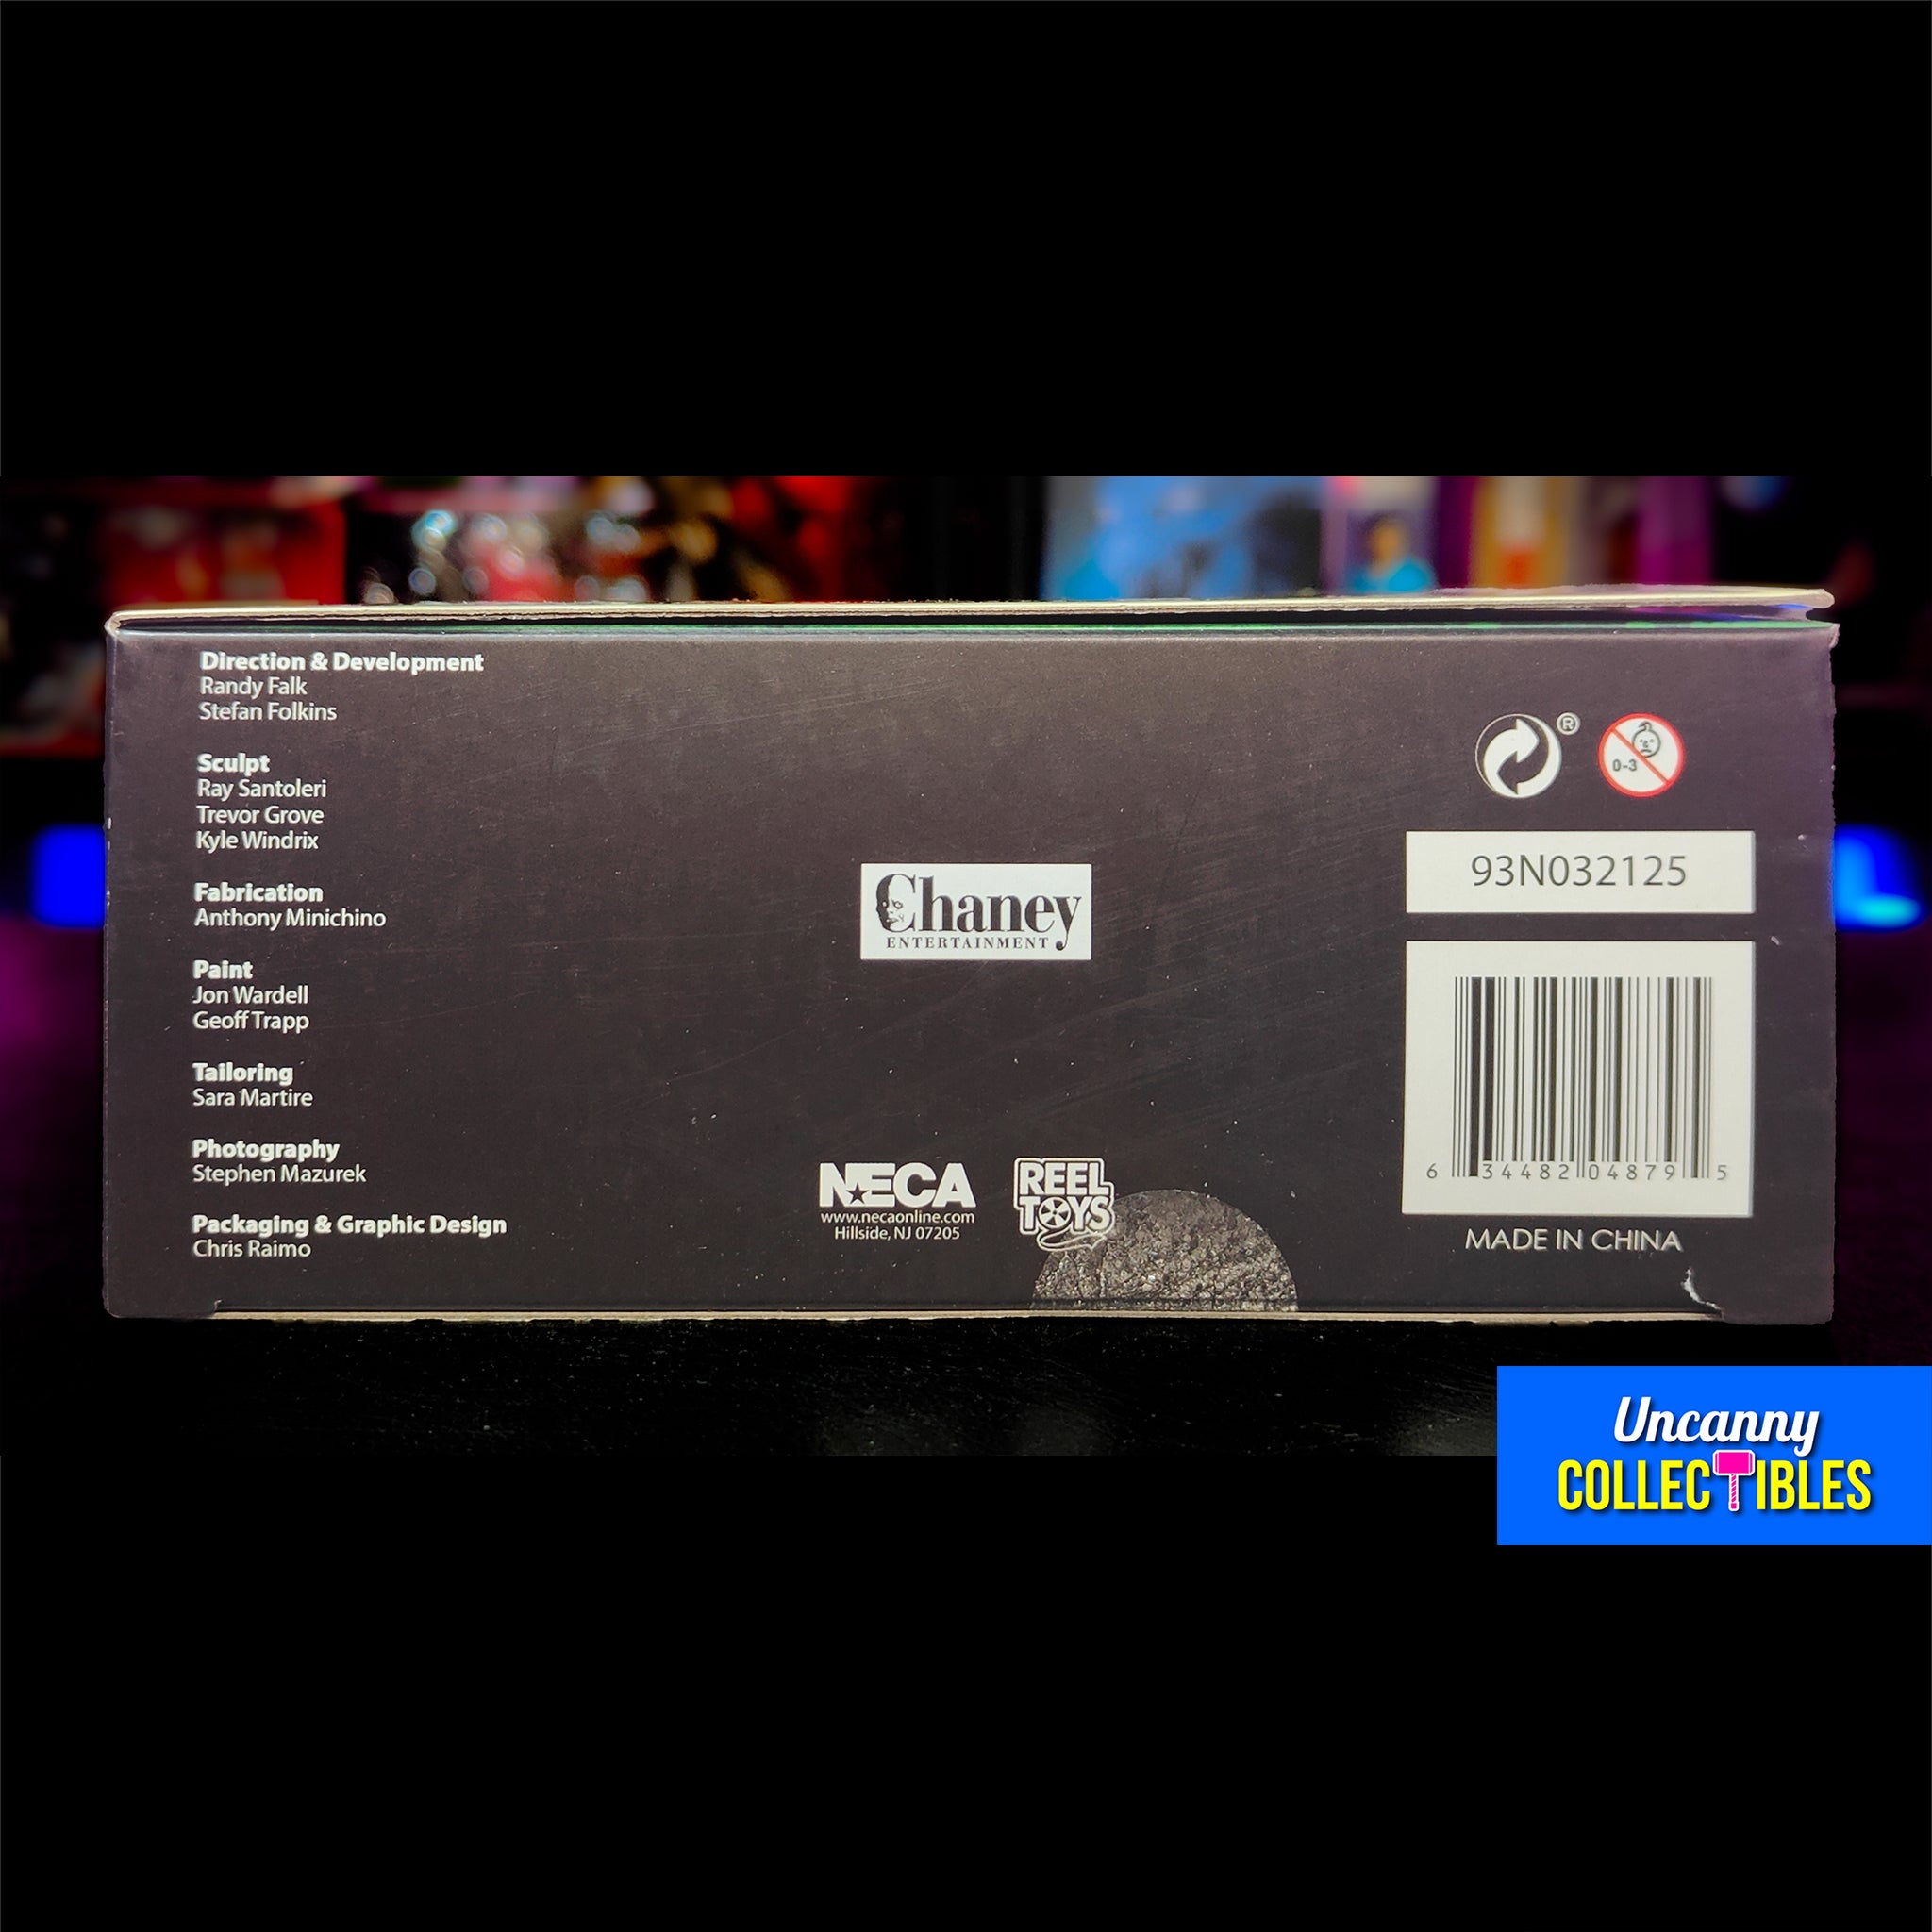 Direction & Development
Randy Falk
Stefan Folkins
Sculpt
Ray Santoleri
Trevor Grove
Kyle Windrix
Fabrication
Anthony Minichino
Paint
Jon Wardell
Geoff Trapp
Tailoring
Sara Martire
Photography
Stephen Mazurek
Packaging & Graphic Design
Chris Raimo
Chaney
ENTERTAINMENT
NECA
www.necaonline.com
Hillside, NJ 07205
REEL
TOYS
®
0-3
93N032125
6 34482 04879 5
MADE IN CHINA
Uncanny
COLLECTIBLES